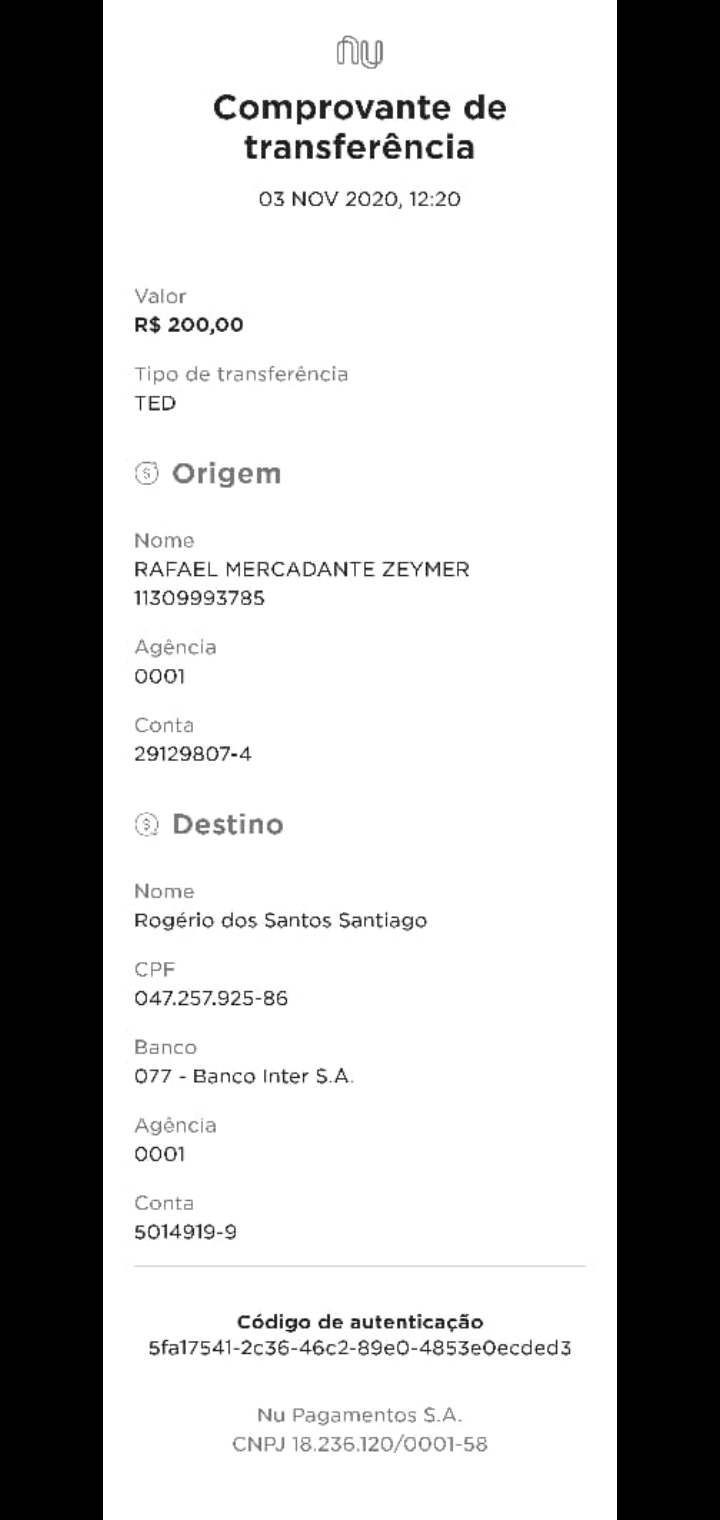 nu
Comprovante de
transferência
03 NOV 2020, 12:20
Valor
R$ 200,00
Tipo de transferência
TED
Origem
Nome
RAFAEL MERCADANTE ZEYMER
11309993785
Agência
0001
Conta
29129807-4
Destino
Nome
Rogério dos Santos Santiago
CPF
047.257.925-86
Banco
077 - Banco Inter S.A.
Agência
0001
Conta
5014919-9
Código de autenticação
5fa17541-2c36-46c2-89e0-4853e0ecded3
Nu Pagamentos S.A.
CNPJ 18.236.120/0001-58